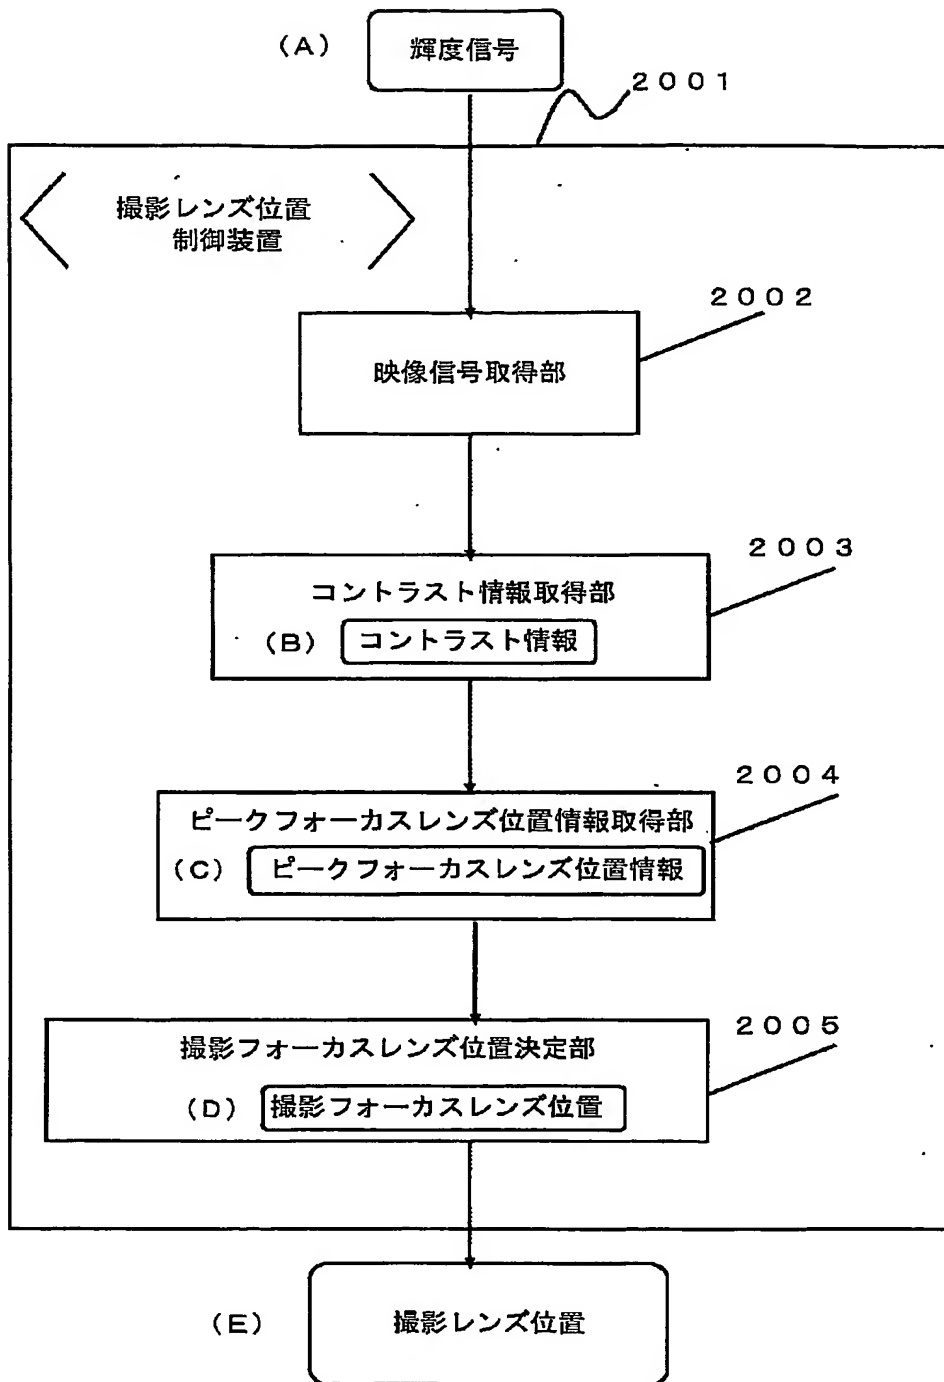 (A)
輝度信号
2001
撮影レンズ位置
制御装置
2002
映像信号取得部
2003
コントラスト情報取得部
(B) コントラスト情報
2004
ピークフォーカスレンズ位置情報取得部
(C) ピークフォーカスレンズ位置情報
2005
撮影フォーカスレンズ位置決定部
(D) 撮影フォーカスレンズ位置
(E) 撮影レンズ位置